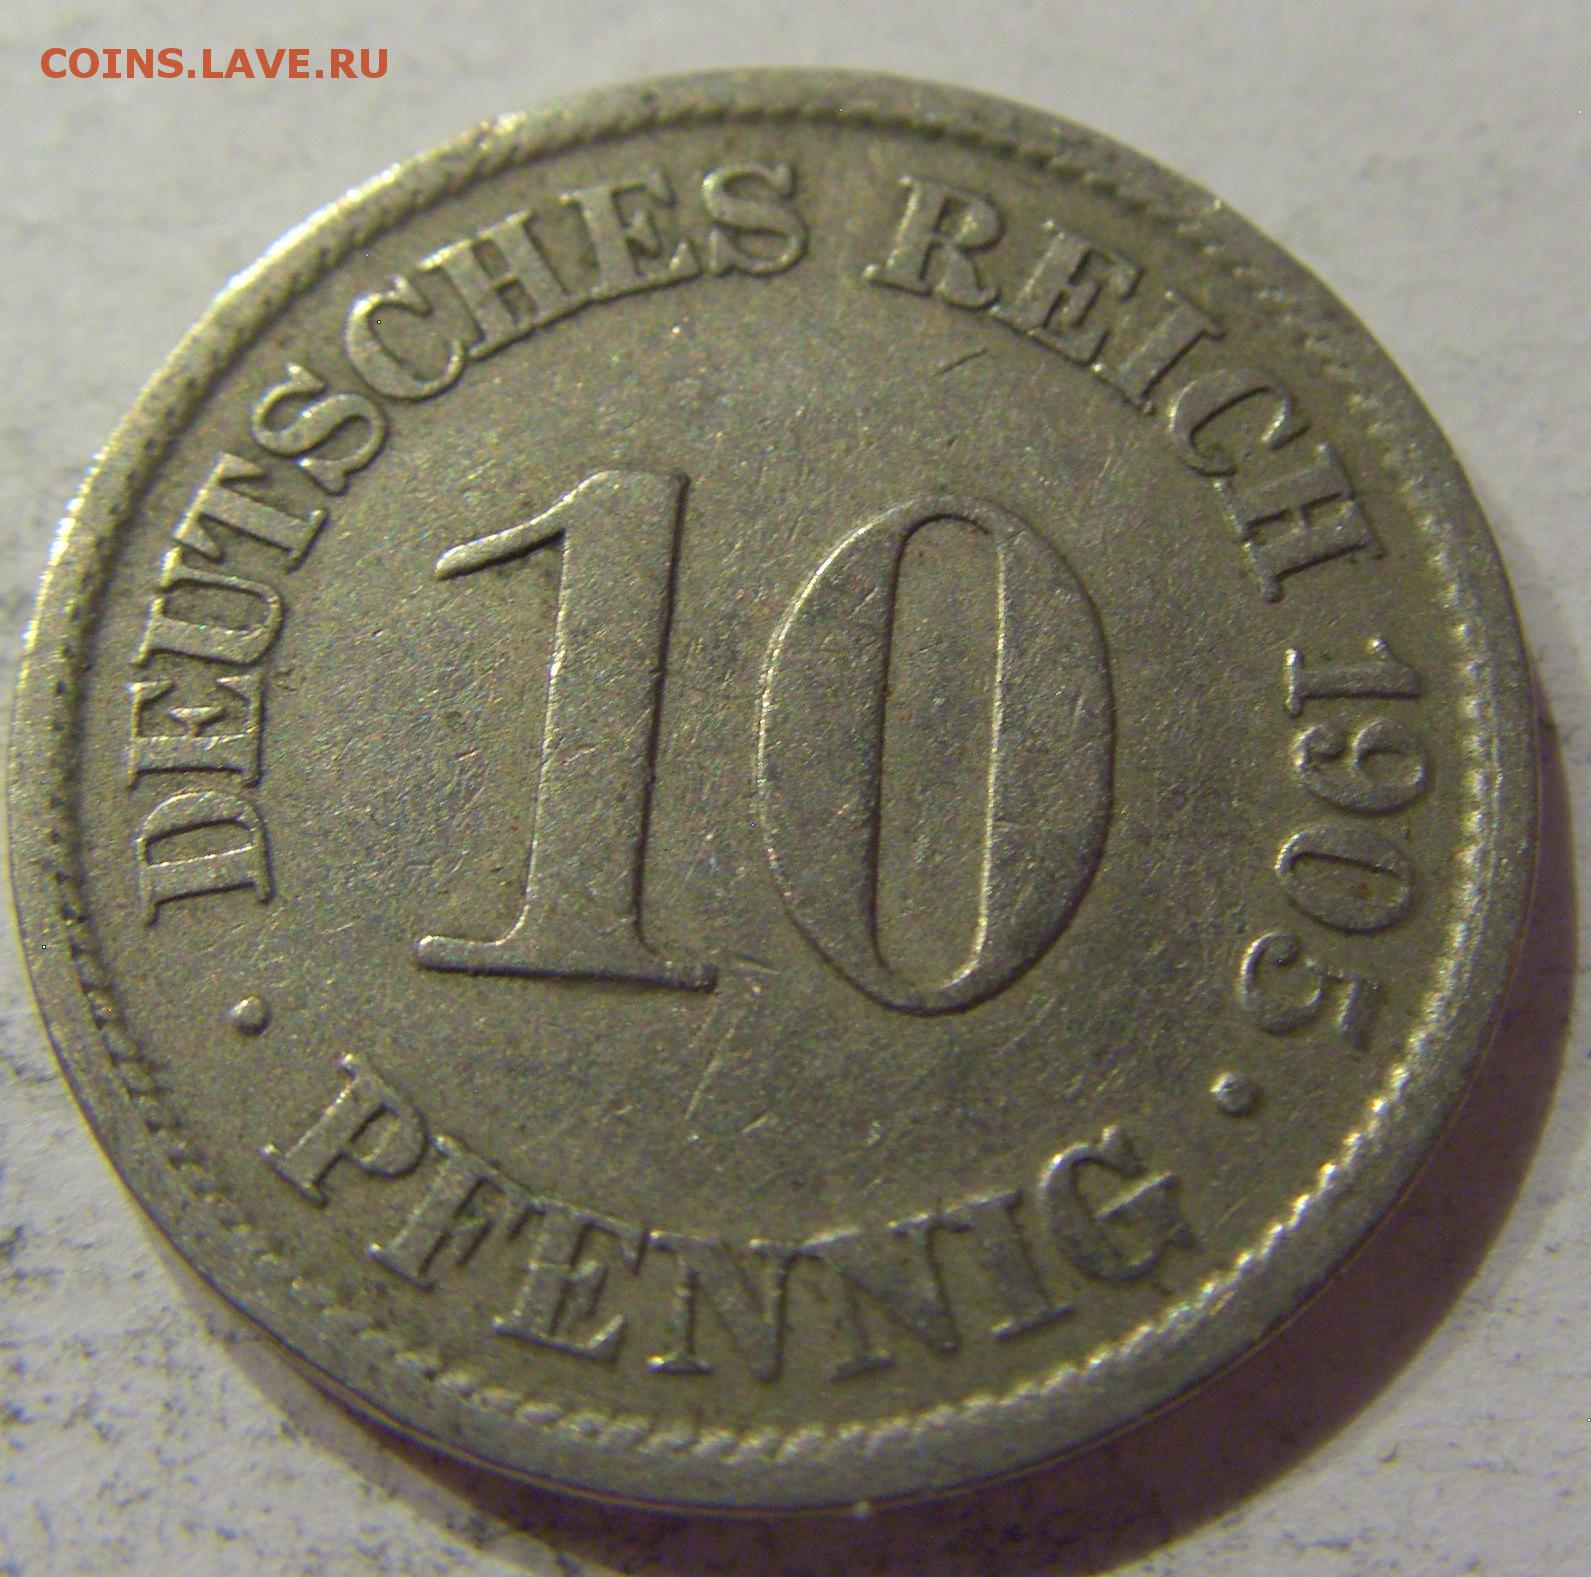 COINS.LAVE.RU
DEUTSCHES REICH 1905
10
· PFENNIG ·